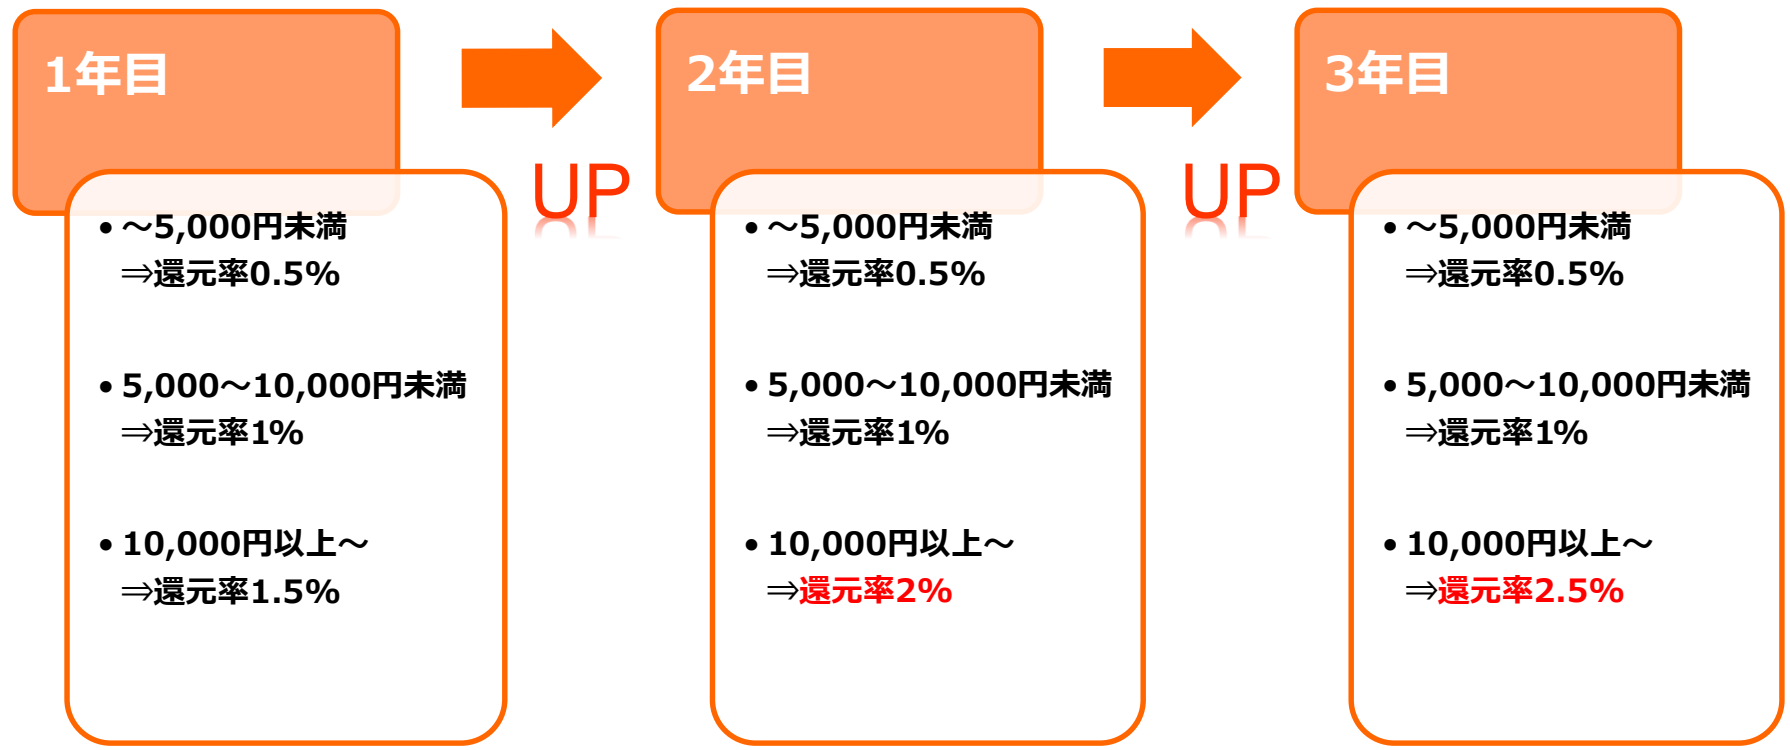 1年目
• ～5,000円未満
⇒還元率0.5%
• 5,000～10,000円未満
⇒還元率1%
• 10,000円以上～
⇒還元率1.5%
UP
2年目
• ～5,000円未満
⇒還元率0.5%
• 5,000～10,000円未満
⇒還元率1%
• 10,000円以上～
⇒還元率2%
UP
3年目
• ～5,000円未満
⇒還元率0.5%
• 5,000～10,000円未満
⇒還元率1%
• 10,000円以上～
⇒還元率2.5%